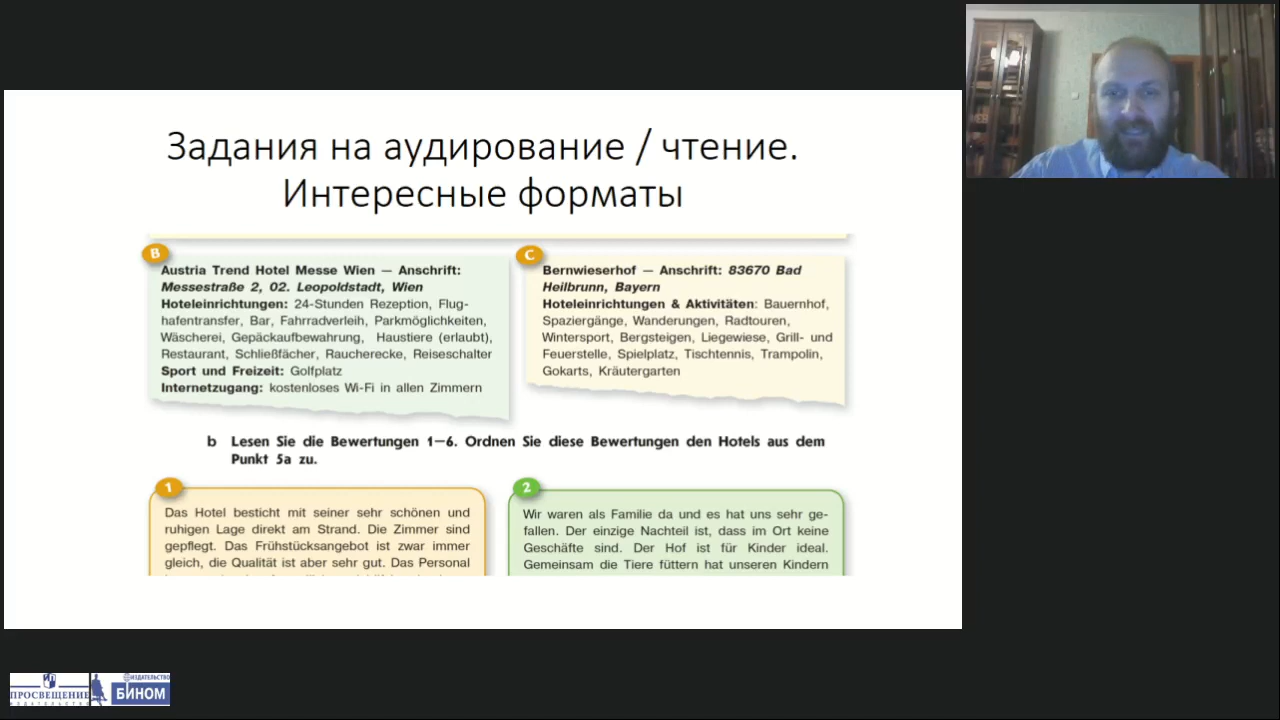 Задания на аудирование / чтение.
Интересные форматы
B
Austria Trend Hotel Messe Wien — Anschrift:
Messestraße 2, 02. Leopoldstadt, Wien
Hoteleinrichtungen: 24-Stunden Rezeption, Flug-
hafentransfer, Bar, Fahrradverleih, Parkmöglichkeiten,
Wäscherei, Gepäckaufbewahrung, Haustiere (erlaubt),
Restaurant, Schließfächer, Raucherecke, Reiseschalter
Sport und Freizeit: Golfplatz
Internetzugang: kostenloses Wi-Fi in allen Zimmern
C
Bernwieserhof — Anschrift: 83670 Bad
Heilbrunn, Bayern
Hoteleinrichtungen & Aktivitäten: Bauernhof,
Spaziergänge, Wanderungen, Radtouren,
Wintersport, Bergsteigen, Liegewiese, Grill- und
Feuerstelle, Spielplatz, Tischtennis, Trampolin,
Gokarts, Kräutergarten
b Lesen Sie die Bewertungen 1—6. Ordnen Sie diese Bewertungen den Hotels aus dem
Punkt 5a zu.
1
Das Hotel besticht mit seiner sehr schönen und
ruhigen Lage direkt am Strand. Die Zimmer sind
gepflegt. Das Frühstücksangebot ist zwar immer
gleich, die Qualität ist aber sehr gut. Das Personal
2
Wir waren als Familie da und es hat uns sehr ge-
fallen. Der einzige Nachteil ist, dass im Ort keine
Geschäfte sind. Der Hof ist für Kinder ideal.
Gemeinsam die Tiere füttern hat unseren Kindern
ПРОСВЕЩЕНИЕ
ИЗДАТЕЛЬСТВО
ИЗДАТЕЛЬСТВО
БИНОМ